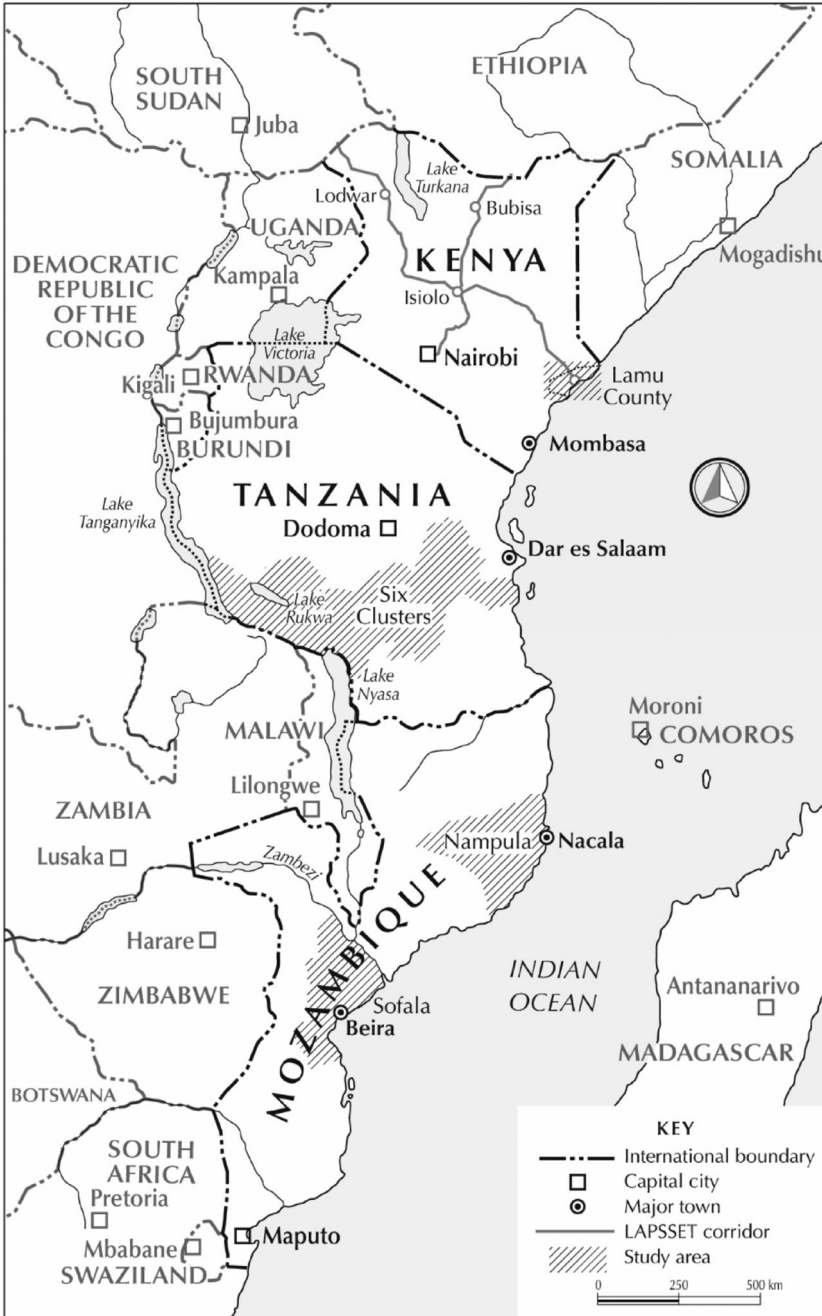 SOUTH
SUDAN
Juba
ETHIOPIA
SOMALIA
Mogadishu
Lake
Turkana
Lodwar
Bubisa
UGANDA
KENYA
Kampala
Isiolo
DEMOCRATIC
REPUBLIC
OF THE
CONGO
Lake
Victoria
Nairobi
Kigali
RWANDA
Lamu
County
Bujumbura
BURUNDI
Mombasa
Lake
Tanganyika
TANZANIA
Dodoma
Dar es Salaam
Six
Clusters
Lake
Rukwa
Lake
Nyasa
Moroni
COMOROS
MALAWI
Lilongwe
ZAMBIA
Lusaka
Nampula
Nacala
Zambezi
MOZAMBIQUE
Harare
ZIMBABWE
INDIAN
OCEAN
Antananarivo
MADAGASCAR
Sofala
Beira
BOTSWANA
SOUTH
AFRICA
Pretoria
Mbabane
SWAZILAND
Maputo
KEY
International boundary
Capital city
Major town
LAPSSET corridor
Study area
0 250 500 km